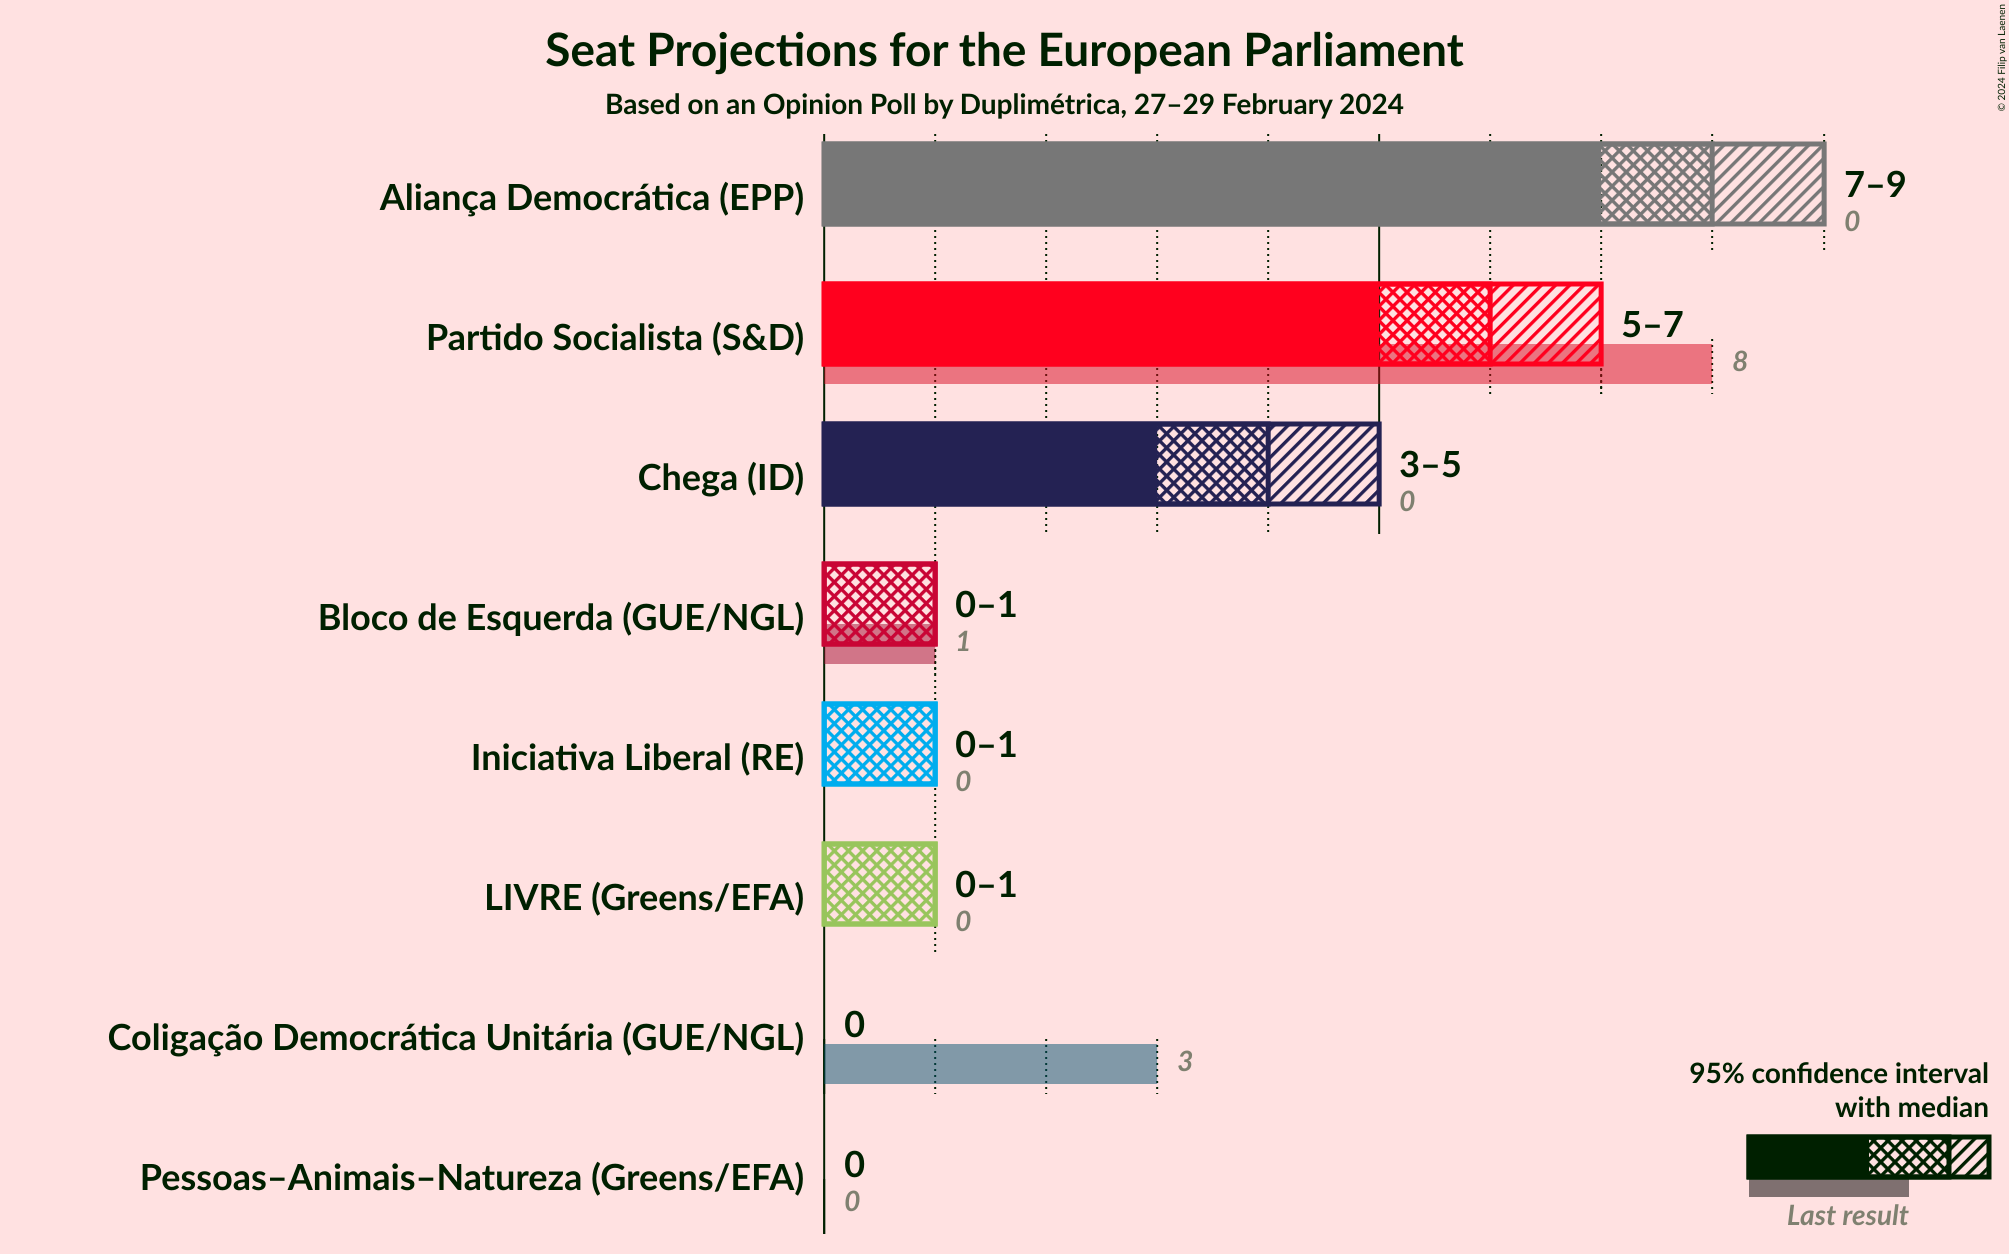 Seat Projections for the European Parliament
Based on an Opinion Poll by Duplimétrica, 27–29 February 2024
© 2024 Filip van Laenen
Aliança Democrática (EPP)
7–9
0
Partido Socialista (S&D)
5–7
8
Chega (ID)
3–5
0
Bloco de Esquerda (GUE/NGL)
0–1
1
Iniciativa Liberal (RE)
0–1
0
LIVRE (Greens/EFA)
0–1
0
Coligação Democrática Unitária (GUE/NGL)
0
3
Pessoas–Animais–Natureza (Greens/EFA)
0
0
95% confidence interval
with median
Last result